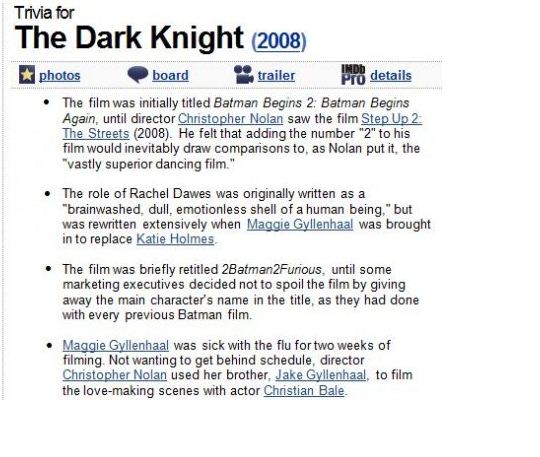 Trivia for
The Dark Knight (2008)
photos board trailer IMDb Pro details
• The film was initially titled Batman Begins 2: Batman Begins
Again, until director Christopher Nolan saw the film Step Up 2:
The Streets (2008). He felt that adding the number "2" to his
film would inevitably draw comparisons to, as Nolan put it, the
"vastly superior dancing film."
• The role of Rachel Dawes was originally written as a
"brainwashed, dull, emotionless shell of a human being," but
was rewritten extensively when Maggie Gyllenhaal was brought
in to replace Katie Holmes.
• The film was briefly retitled 2Batman2Furious, until some
marketing executives decided not to spoil the film by giving
away the main character's name in the title, as they had done
with every previous Batman film.
• Maggie Gyllenhaal was sick with the flu for two weeks of
filming. Not wanting to get behind schedule, director
Christopher Nolan used her brother, Jake Gyllenhaal, to film
the love-making scenes with actor Christian Bale.